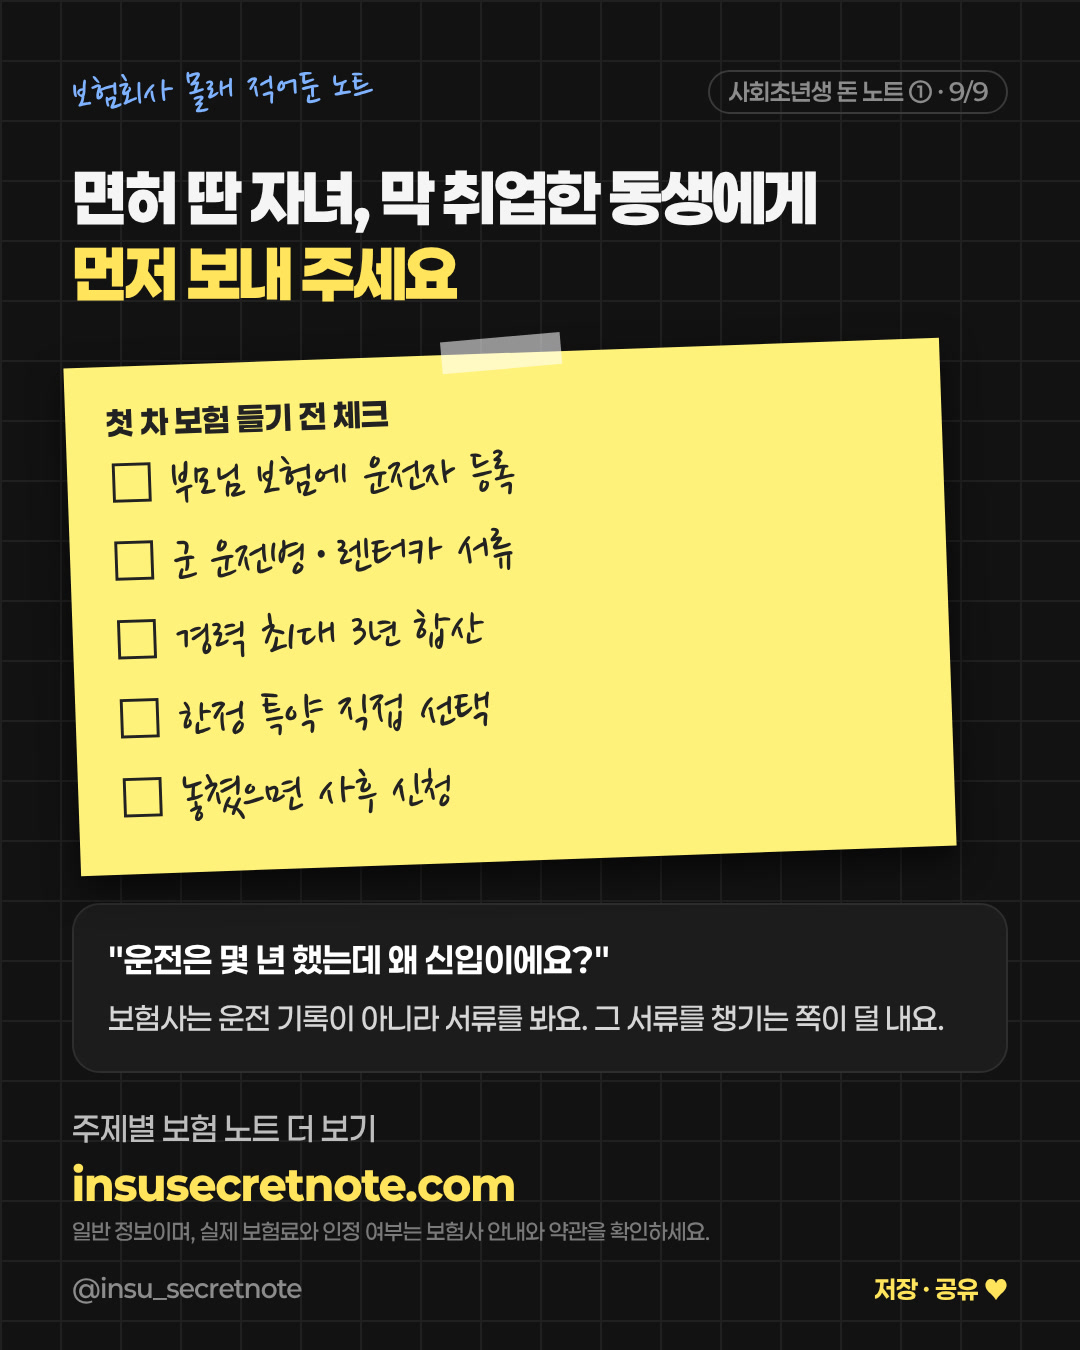 보험회사 몰래 적어둔 노트
사회초년생 돈 노트 ① · 9/9
면허 딴 자녀, 막 취업한 동생에게
먼저 보내 주세요
첫 차 보험 들기 전 체크
부모님 보험에 운전자 등록
군 운전병 · 렌터카 서류
경력 최대 3년 합산
한정 특약 직접 선택
놓쳤으면 사후 신청
"운전은 몇 년 했는데 왜 신입이에요?"
보험사는 운전 기록이 아니라 서류를 봐요. 그 서류를 챙기는 쪽이 덜 내요.
주제별 보험 노트 더 보기
insusecretnote.com
일반 정보이며, 실제 보험료와 인정 여부는 보험사 안내와 약관을 확인하세요.
@insu_secretnote
저장 · 공유 ♥